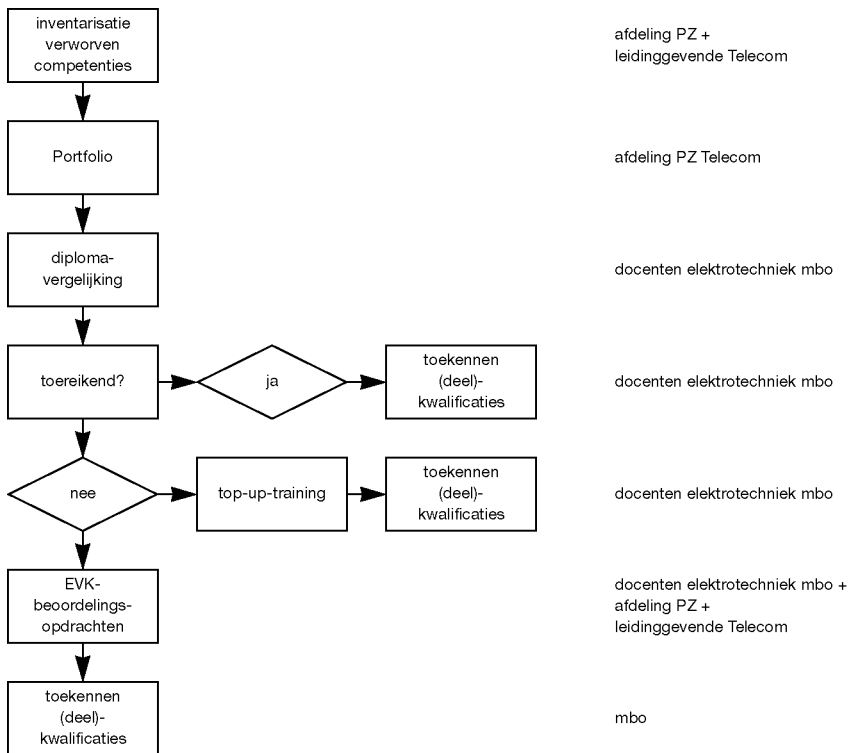 inventarisatie
verworven
competenties
afdeling PZ +
leidinggevende Telecom
Portfolio
afdeling PZ Telecom
diploma-
vergelijking
docenten elektrotechniek mbo
toereikend?
ja
toekennen
(deel)-
kwalificaties
docenten elektrotechniek mbo
nee
top-up-training
toekennen
(deel)-
kwalificaties
docenten elektrotechniek mbo
EVK-
beoordelings-
opdrachten
docenten elektrotechniek mbo +
afdeling PZ +
leidinggevende Telecom
toekennen
(deel)-
kwalificaties
mbo